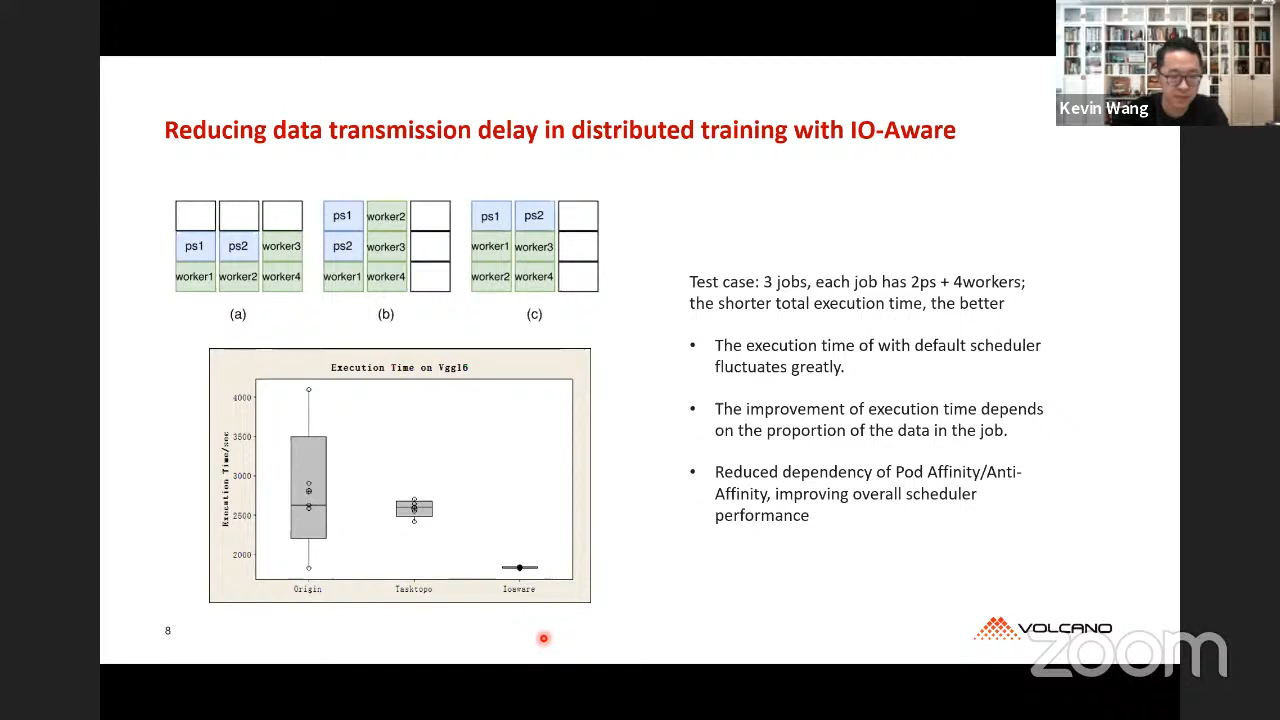 Kevin Wang
Reducing data transmission delay in distributed training with IO-Aware
ps1 worker2 ps1 ps2
ps1 ps2 worker3 ps2 worker3 worker1 worker3
worker1 worker2 worker4 worker1 worker4 worker2 worker4
(a) (b) (c)
Execution Time on Vgg16
Execution Time/sec
4000
3500
3000
2500
2000
Origin Tasktopo Ioaware
Test case: 3 jobs, each job has 2ps + 4workers;
the shorter total execution time, the better
• The execution time of with default scheduler
fluctuates greatly.
• The improvement of execution time depends
on the proportion of the data in the job.
• Reduced dependency of Pod Affinity/Anti-
Affinity, improving overall scheduler
performance
8
VOLCANO
zoom